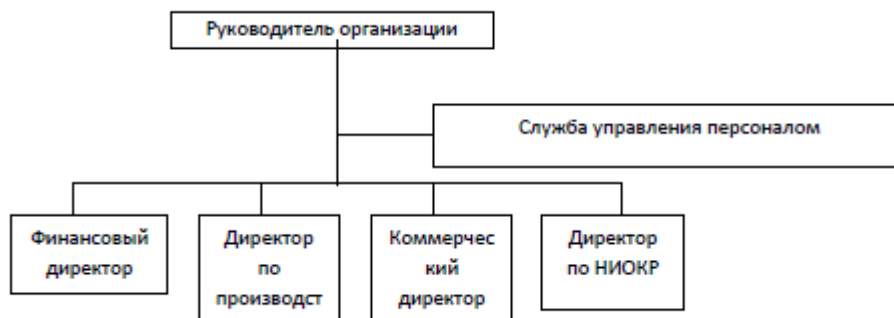 Руководитель организации
Служба управления персоналом
Финансовый
директор
Директор
по
производст
Коммерчес
кий
директор
Директор
по НИОКР